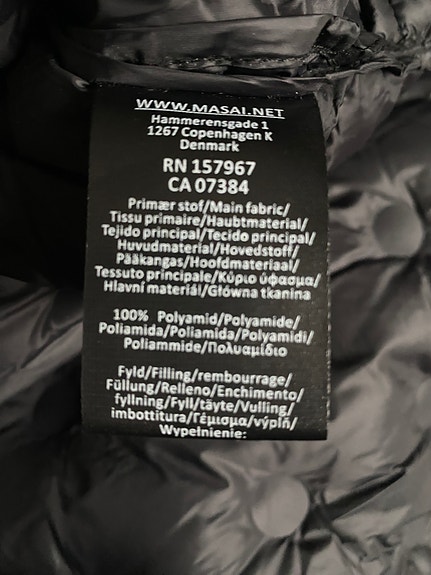 WWW.MASAI.NET
Hammerensgade 1
1267 Copenhagen K
Denmark
RN 157967
CA 07384
Primær stof/Main fabric/
Tissu primaire/Haubtmaterial/
Tejido principal/Tecido principal/
Huvudmaterial/Hovedstoff/
Pääkangas/Hoofdmateriaal/
Tessuto principale/Κύριο ύφασμα/
Hlavní materiál/Główna tkanina
100% Polyamid/Polyamide/
Poliamida/Poliamida/Polyamidi/
Poliammide/Πολυαμίδιο
Fyld/Filling/rembourrage/
Füllung/Relleno/Enchimento/
fyllning/Fyll/täyte/Vulling/
imbottitura/Γέμισμα/výplň/
Wypełnienie: